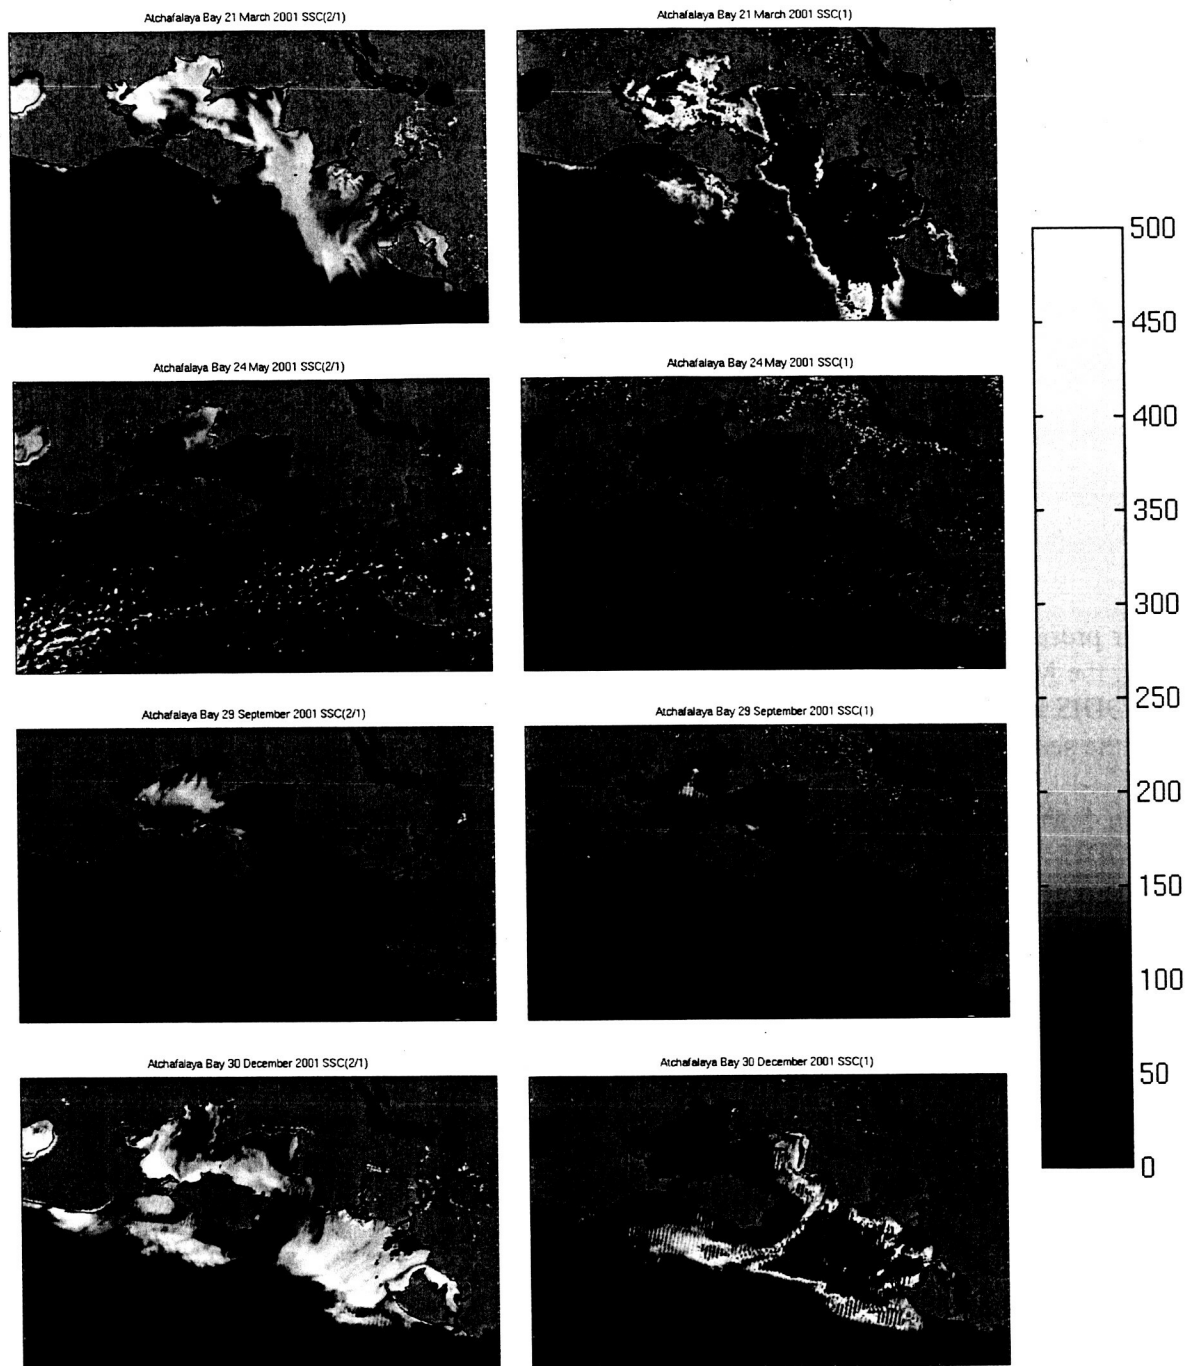 Atchafalaya Bay 21 March 2001 SSC(2/1)
Atchafalaya Bay 21 March 2001 SSC(1)
Atchafalaya Bay 24 May 2001 SSC(2/1)
Atchafalaya Bay 24 May 2001 SSC(1)
Atchafalaya Bay 29 September 2001 SSC(2/1)
Atchafalaya Bay 29 September 2001 SSC(1)
Atchafalaya Bay 30 December 2001 SSC(2/1)
Atchafalaya Bay 30 December 2001 SSC(1)
500
450
400
350
300
250
200
150
100
50
0